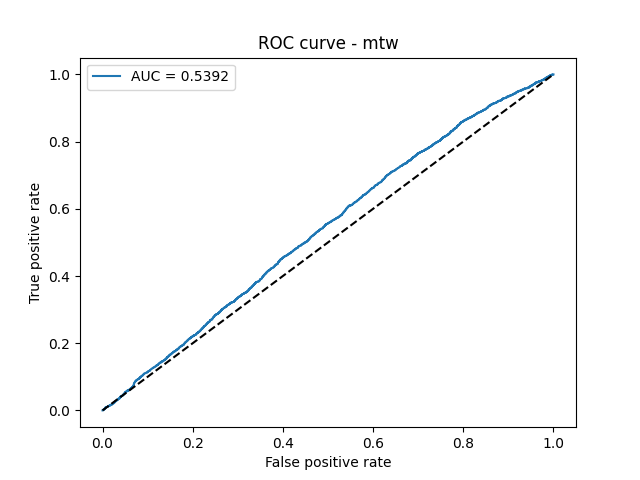 ROC curve - mtw
AUC = 0.5392
True positive rate
1.0
0.8
0.6
0.4
0.2
0.0
0.0 0.2 0.4 0.6 0.8 1.0
False positive rate